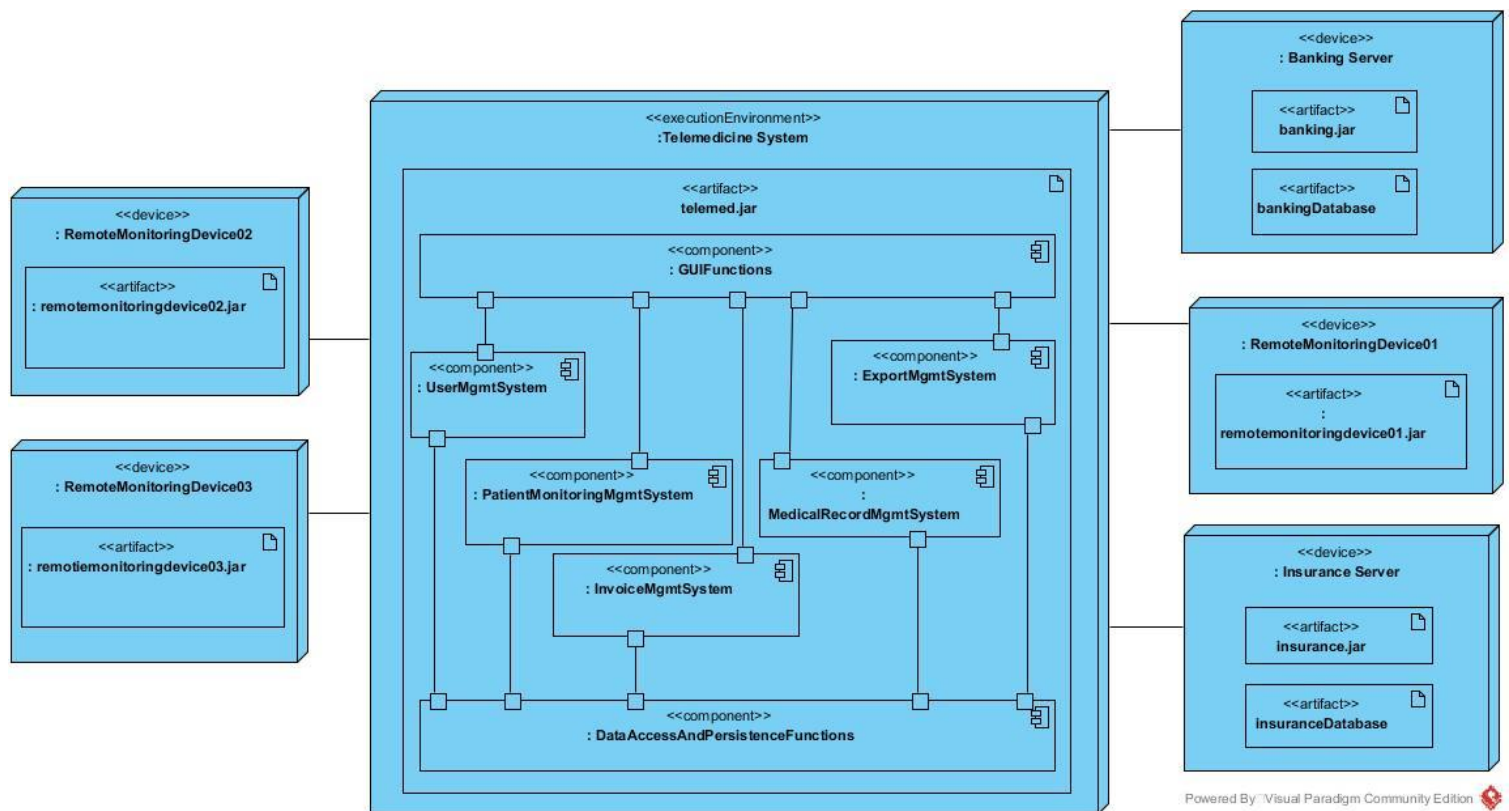 <<device>>
: Banking Server
<<artifact>>
banking.jar
<<artifact>>
bankingDatabase
<<executionEnvironment>>
:Telemedicine System
<<artifact>>
telemed.jar
<<component>>
: GUIFunctions
<<component>>
: UserMgmtSystem
<<component>>
: ExportMgmtSystem
<<component>>
: PatientMonitoringMgmtSystem
<<component>>
:
MedicalRecordMgmtSystem
<<component>>
: InvoiceMgmtSystem
<<component>>
: DataAccessAndPersistenceFunctions
<<device>>
: RemoteMonitoringDevice02
<<artifact>>
: remotemonitoringdevice02.jar
<<device>>
: RemoteMonitoringDevice03
<<artifact>>
: remotiemonitoringdevice03.jar
<<device>>
: RemoteMonitoringDevice01
<<artifact>>
:
remotemonitoringdevice01.jar
<<device>>
: Insurance Server
<<artifact>>
insurance.jar
<<artifact>>
insuranceDatabase
Powered By Visual Paradigm Community Edition